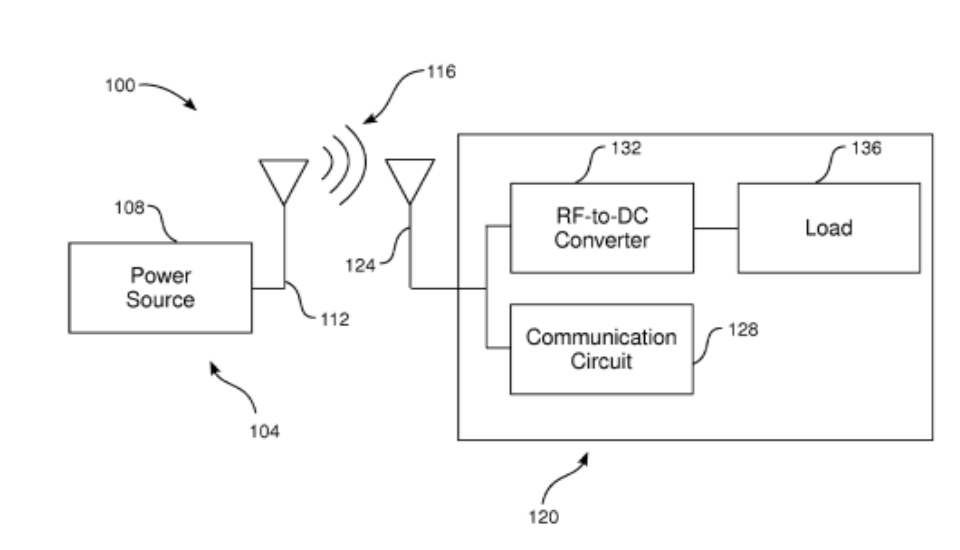 116
100
132
136
108
RF-to-DC
Converter
Load
124
Power
Source
112
Communication
Circuit
128
104
120